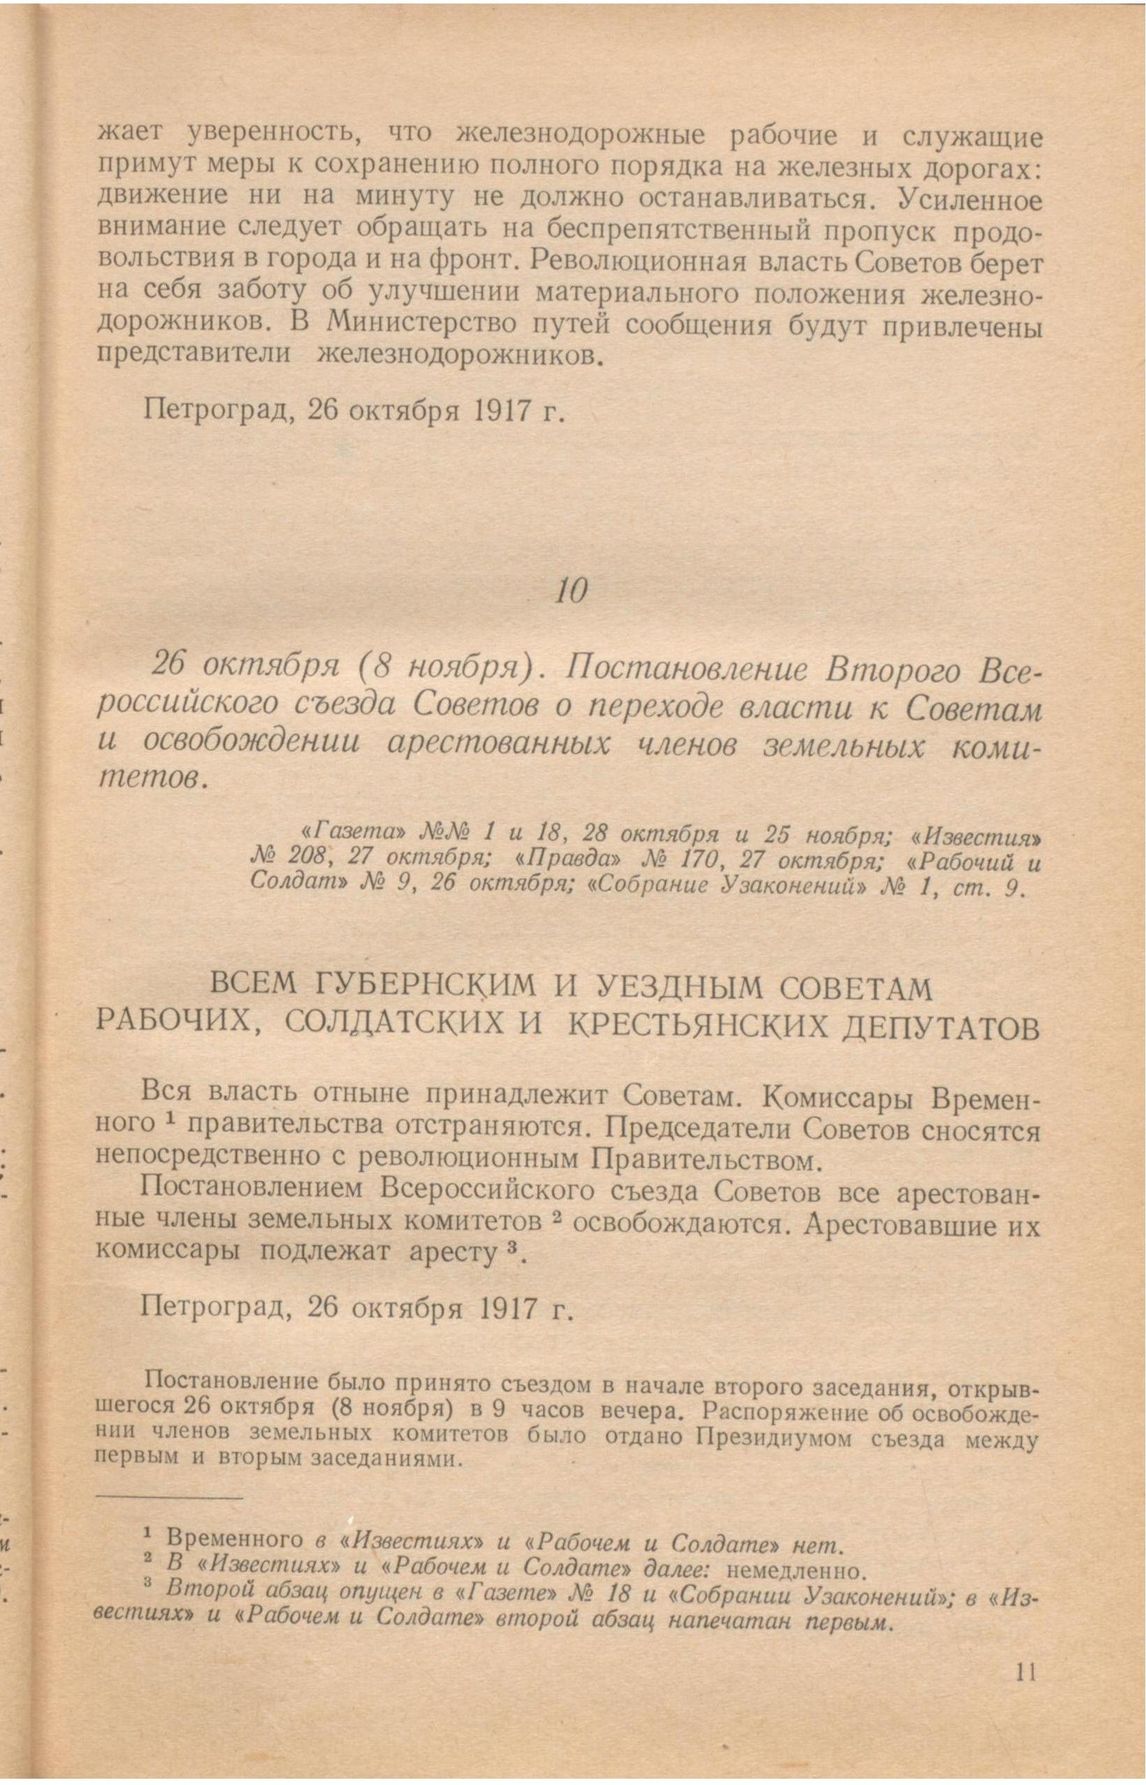 жает уверенность, что железнодорожные рабочие и служащие
примут меры к сохранению полного порядка на железных дорогах:
движение ни на минуту не должно останавливаться. Усиленное
внимание следует обращать на беспрепятственный пропуск продо-
вольствия в города и на фронт. Революционная власть Советов берет
на себя заботу об улучшении материального положения железно-
дорожников. В Министерство путей сообщения будут привлечены
представители железнодорожников.
Петроград, 26 октября 1917 г.
10
26 октября (8 ноября). Постановление Второго Все-
российского съезда Советов о переходе власти к Советам
и освобождении арестованных членов земельных коми-
тетов.
«Газета» №№ 1 и 18, 28 октября и 25 ноября; «Известия»
№ 208, 27 октября; «Правда» № 170, 27 октября; «Рабочий и
Солдат» № 9, 26 октября; «Собрание Узаконений» № 1, ст. 9.
ВСЕМ ГУБЕРНСКИМ И УЕЗДНЫМ СОВЕТАМ
РАБОЧИХ, СОЛДАТСКИХ И КРЕСТЬЯНСКИХ ДЕПУТАТОВ
Вся власть отныне принадлежит Советам. Комиссары Времен-
ного ¹ правительства отстраняются. Председатели Советов сносятся
непосредственно с революционным Правительством.
Постановлением Всероссийского съезда Советов все арестован-
ные члены земельных комитетов ² освобождаются. Арестовавшие их
комиссары подлежат аресту ³.
Петроград, 26 октября 1917 г.
Постановление было принято съездом в начале второго заседания, открыв-
шегося 26 октября (8 ноября) в 9 часов вечера. Распоряжение об освобожде-
нии членов земельных комитетов было отдано Президиумом съезда между
первым и вторым заседаниями.
¹ Временного в «Известиях» и «Рабочем и Солдате» нет.
² В «Известиях» и «Рабочем и Солдате» далее: немедленно.
³ Второй абзац опущен в «Газете» № 18 и «Собрании Узаконений»; в «Из-
вестиях» и «Рабочем и Солдате» второй абзац напечатан первым.
11